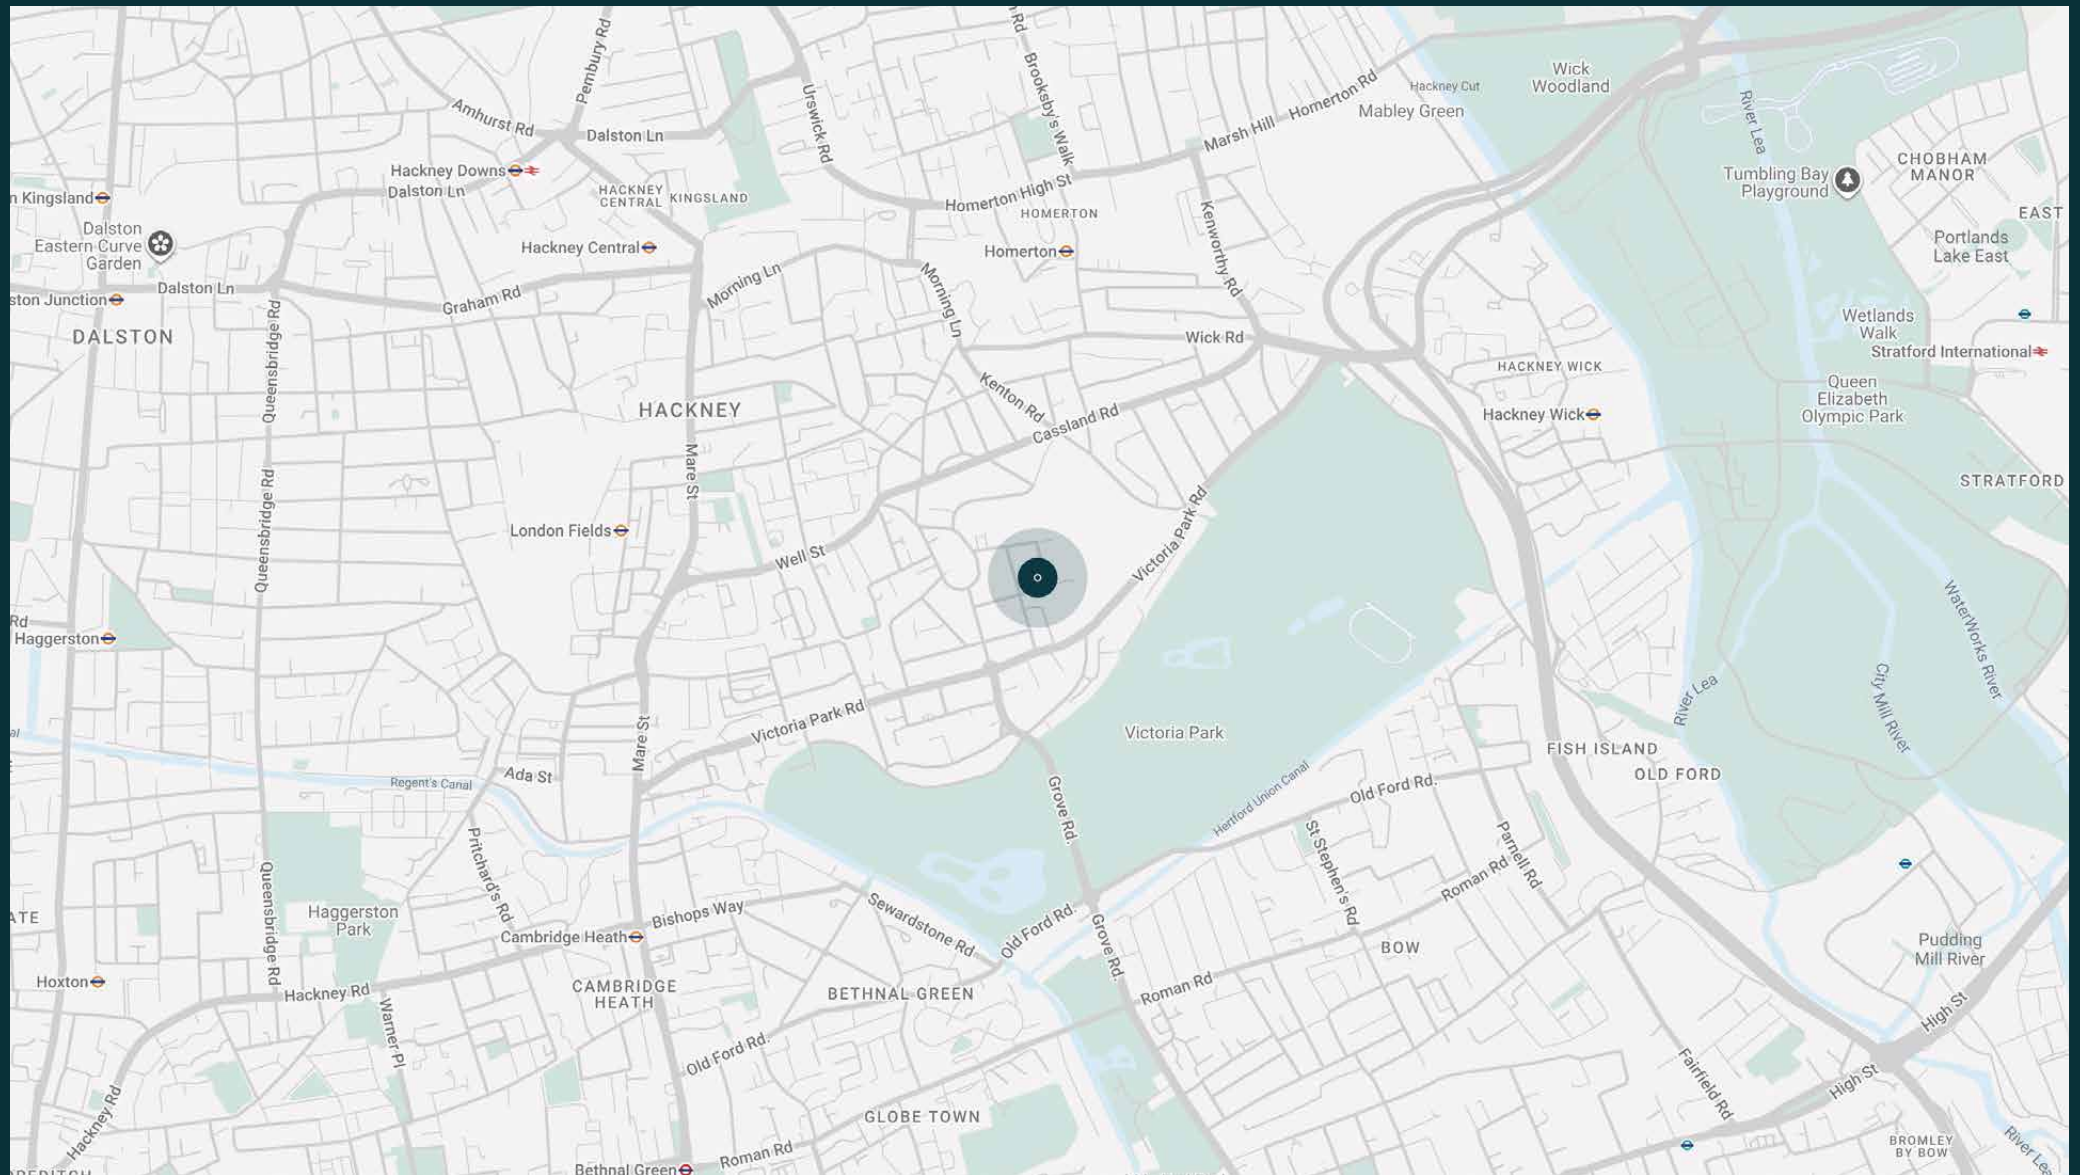 Pembury Rd
Brooksby's Walk
Rd
Wick
Woodland
Hackney Cut
Mabley Green
River Lea
Amhurst Rd
Dalston Ln
Urswick Rd
Marsh Hill
Homerton Rd
CHOBHAM
MANOR
Tumbling Bay
Playground
Hackney Downs
Dalston Ln
HACKNEY
CENTRAL
KINGSLAND
n Kingsland
Homerton High St
HOMERTON
Kenworthy Rd
EAST
Dalston
Eastern Curve
Garden
Hackney Central
Homerton
Portlands
Lake East
Dalston Ln
ston Junction
Graham Rd
Morning Ln
Morning Ln
Queensbridge Rd
DALSTON
Wick Rd
Wetlands
Walk
Stratford International
HACKNEY WICK
Kenton Rd
Queen
Elizabeth
Olympic Park
HACKNEY
Cassland Rd
Hackney Wick
Mare St
Queensbridge Rd
STRATFORD
London Fields
Well St
Victoria Park Rd
WaterWorks River
Rd
Haggerston
City Mill River
River Lea
Victoria Park Rd
Mare St
Victoria Park
al
FISH ISLAND
OLD FORD
Ada St
Regent's Canal
Grove Rd.
Hertford Union Canal
Old Ford Rd.
Pritchard's Rd
St Stephen's Rd
Parnell Rd
Roman Rd
Queensbridge Rd
Haggerston
Park
ATE
Bishops Way
Sewardstone Rd
Old Ford Rd.
Grove Rd.
Cambridge Heath
BOW
Pudding
Mill River
Hoxton
Hackney Rd
CAMBRIDGE
HEATH
BETHNAL GREEN
Roman Rd
High St
Warner Pl
Old Ford Rd.
Fairfield Rd
High St
Hackney Rd
GLOBE TOWN
BROMLEY
BY BOW
River Lea
Roman Rd
Bethnal Green